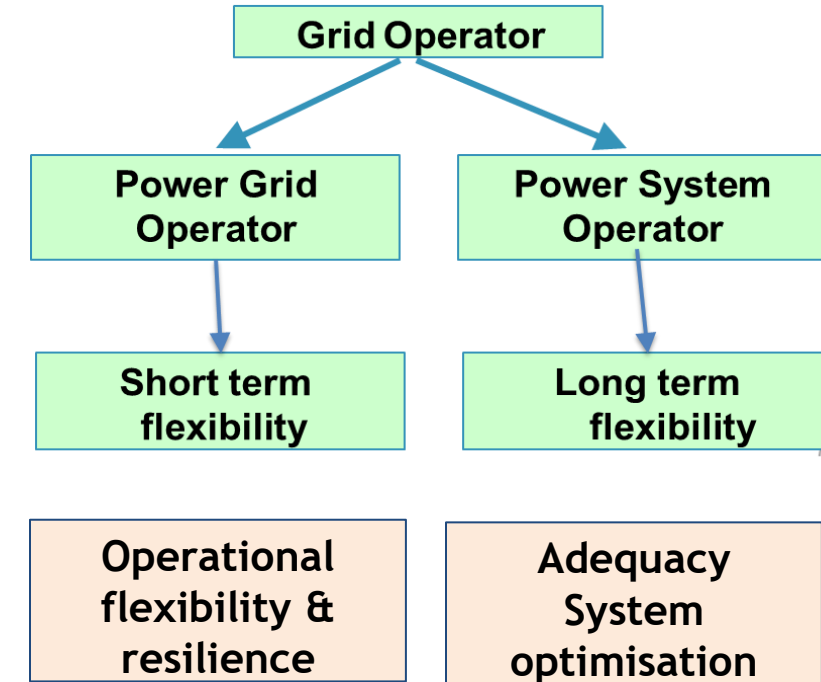 Grid Operator
Power Grid
Operator
Power System
Operator
Short term
flexibility
Long term
flexibility
Operational
flexibility &
resilience
Adequacy
System
optimisation